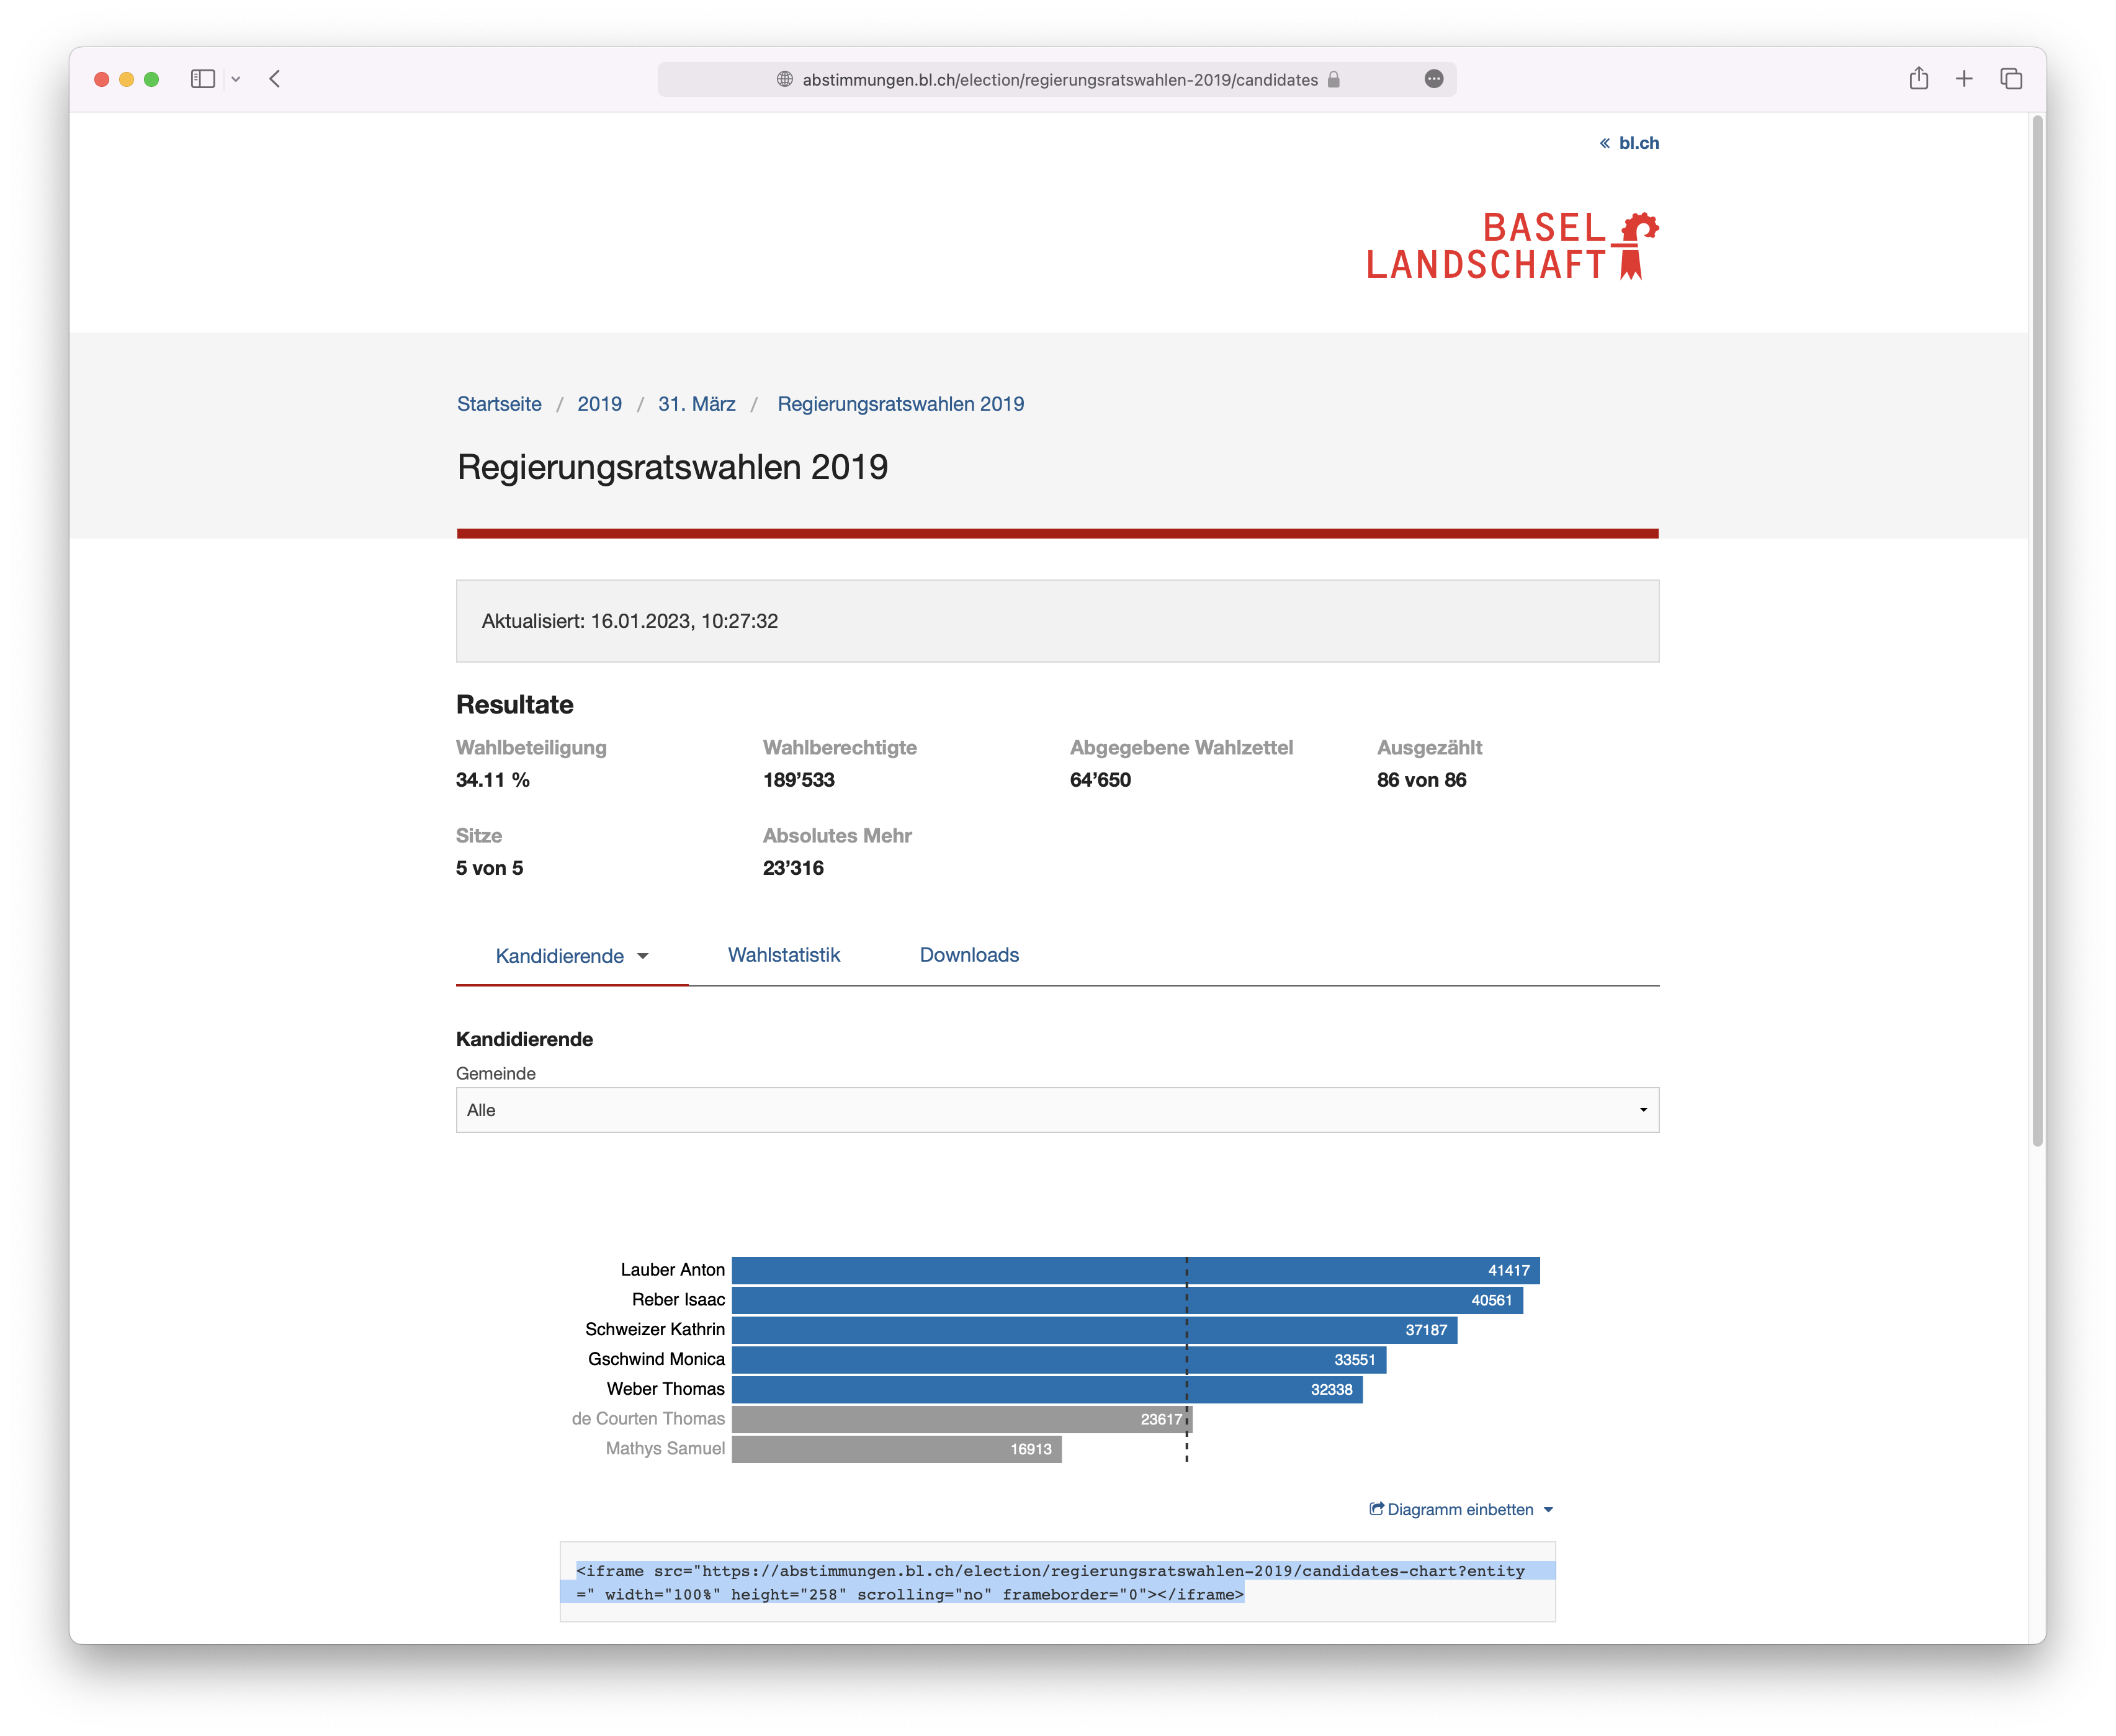 abstimmungen.bl.ch/election/regierungsratswahlen-2019/candidates
« bl.ch
BASEL
LANDSCHAFT
Startseite / 2019 / 31. März / Regierungsratswahlen 2019
Regierungsratswahlen 2019
Aktualisiert: 16.01.2023, 10:27:32
Resultate
Wahlbeteiligung Wahlberechtigte Abgegebene Wahlzettel Ausgezählt
34.11 % 189’533 64’650 86 von 86
Sitze Absolutes Mehr
5 von 5 23’316
Kandidierende Wahlstatistik Downloads
Kandidierende
Gemeinde
Alle
Lauber Anton 41417
Reber Isaac 40561
Schweizer Kathrin 37187
Gschwind Monica 33551
Weber Thomas 32338
de Courten Thomas 23617
Mathys Samuel 16913
Diagramm einbetten
<iframe src="https://abstimmungen.bl.ch/election/regierungsratswahlen-2019/candidates-chart?entity
=" width="100%" height="258" scrolling="no" frameborder="0"></iframe>